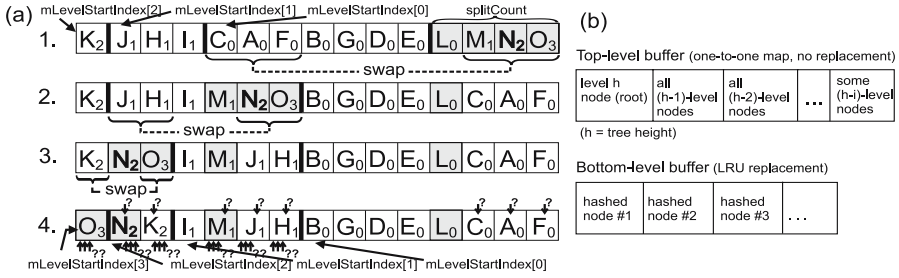 (a)
mLevelStartIndex[2] mLevelStartIndex[1] mLevelStartIndex[0] splitCount
1. K2 J1 H1 I1 C0 A0 F0 B0 G0 D0 E0 L0 M1 N2 O3
swap
2. K2 J1 H1 I1 M1 N2 O3 B0 G0 D0 E0 L0 C0 A0 F0
swap
3. K2 N2 O3 I1 M1 J1 H1 B0 G0 D0 E0 L0 C0 A0 F0
swap
? ? ? ? ? ? ? ?
4. O3 N2 K2 I1 M1 J1 H1 B0 G0 D0 E0 L0 C0 A0 F0
?? ?? ?? ?? ?? ??
mLevelStartIndex[3] mLevelStartIndex[2] mLevelStartIndex[1] mLevelStartIndex[0]
(b)
Top-level buffer (one-to-one map, no replacement)
level h node (root) all (h-1)-level nodes all (h-2)-level nodes ... some (h-i)-level nodes
(h = tree height)
Bottom-level buffer (LRU replacement)
hashed node #1 hashed node #2 hashed node #3 ...